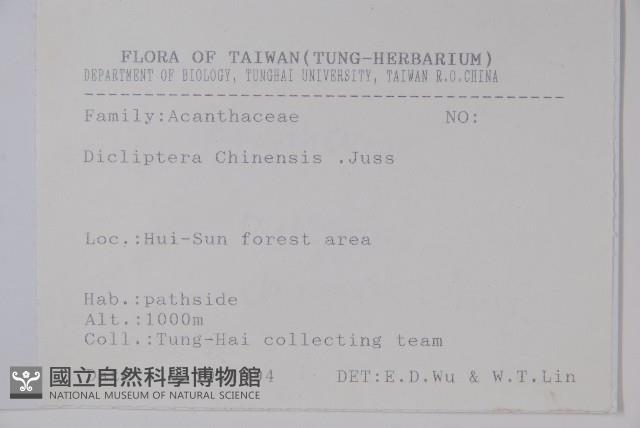 FLORA OF TAIWAN(TUNG-HERBARIUM)
DEPARTMENT OF BIOLOGY, TUNGHAI UNIVERSITY, TAIWAN R.O.CHINA
Family:Acanthaceae NO:
Dicliptera Chinensis .Juss
Loc.:Hui-Sun forest area
Hab.:pathside
Alt.:1000m
Coll.:Tung-Hai collecting team
DET:E.D.Wu & W.T.Lin
國立自然科學博物館
NATIONAL MUSEUM OF NATURAL SCIENCE